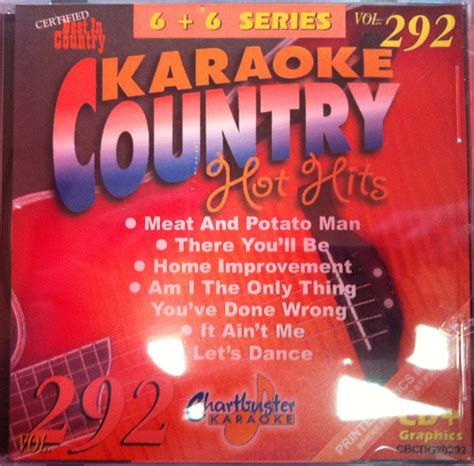 6 + 6 SERIES
VOL. 292
CERTIFIED
Best In
Country
KARAOKE
COUNTRY
Hot Hits
• Meat And Potato Man
• There You'll Be
• Home Improvement
• Am I The Only Thing
You've Done Wrong
• It Ain't Me
Let's Dance
VOL. 292
Chartbuster
KARAOKE
CD+
Graphics